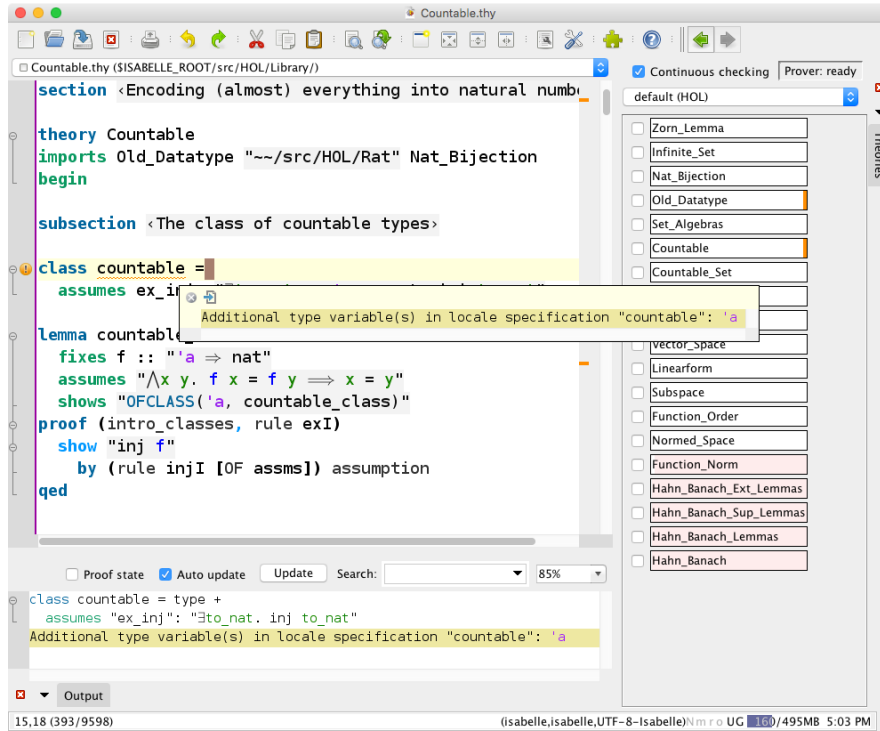 Countable.thy
Countable.thy ($ISABELLE_ROOT/src/HOL/Library/)
section ‹Encoding (almost) everything into natural numbe
theory Countable
imports Old_Datatype "~~/src/HOL/Rat" Nat_Bijection
begin
subsection ‹The class of countable types›
class countable =
assumes ex_inj
Additional type variable(s) in locale specification "countable": 'a
lemma countable_
fixes f :: "'a ⇒ nat"
assumes "⋀x y. f x = f y ⟹ x = y"
shows "OFCLASS('a, countable_class)"
proof (intro_classes, rule exI)
show "inj f"
by (rule injI [OF assms]) assumption
qed
Continuous checking
Prover: ready
default (HOL)
Theories
Zorn_Lemma
Infinite_Set
Nat_Bijection
Old_Datatype
Set_Algebras
Countable
Countable_Set
Vector_Space
Linearform
Subspace
Function_Order
Normed_Space
Function_Norm
Hahn_Banach_Ext_Lemmas
Hahn_Banach_Sup_Lemmas
Hahn_Banach_Lemmas
Hahn_Banach
Proof state Auto update Update Search: 85%
class countable = type +
assumes "ex_inj": "∃to_nat. inj to_nat"
Additional type variable(s) in locale specification "countable": 'a
Output
15,18 (393/9598) (isabelle,isabelle,UTF-8-Isabelle)N m r o UG 160/495MB 5:03 PM